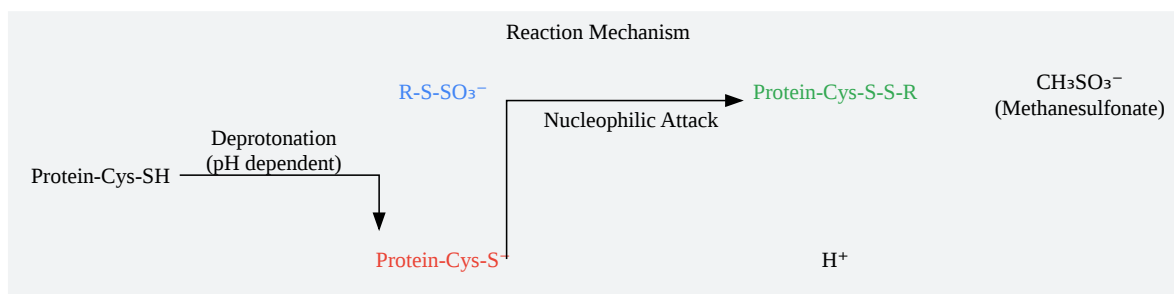 Reaction Mechanism
R-S-SO₃⁻
Protein-Cys-S-S-R
CH₃SO₃⁻
(Methanesulfonate)
Nucleophilic Attack
Deprotonation
(pH dependent)
Protein-Cys-SH
Protein-Cys-S⁻
H⁺